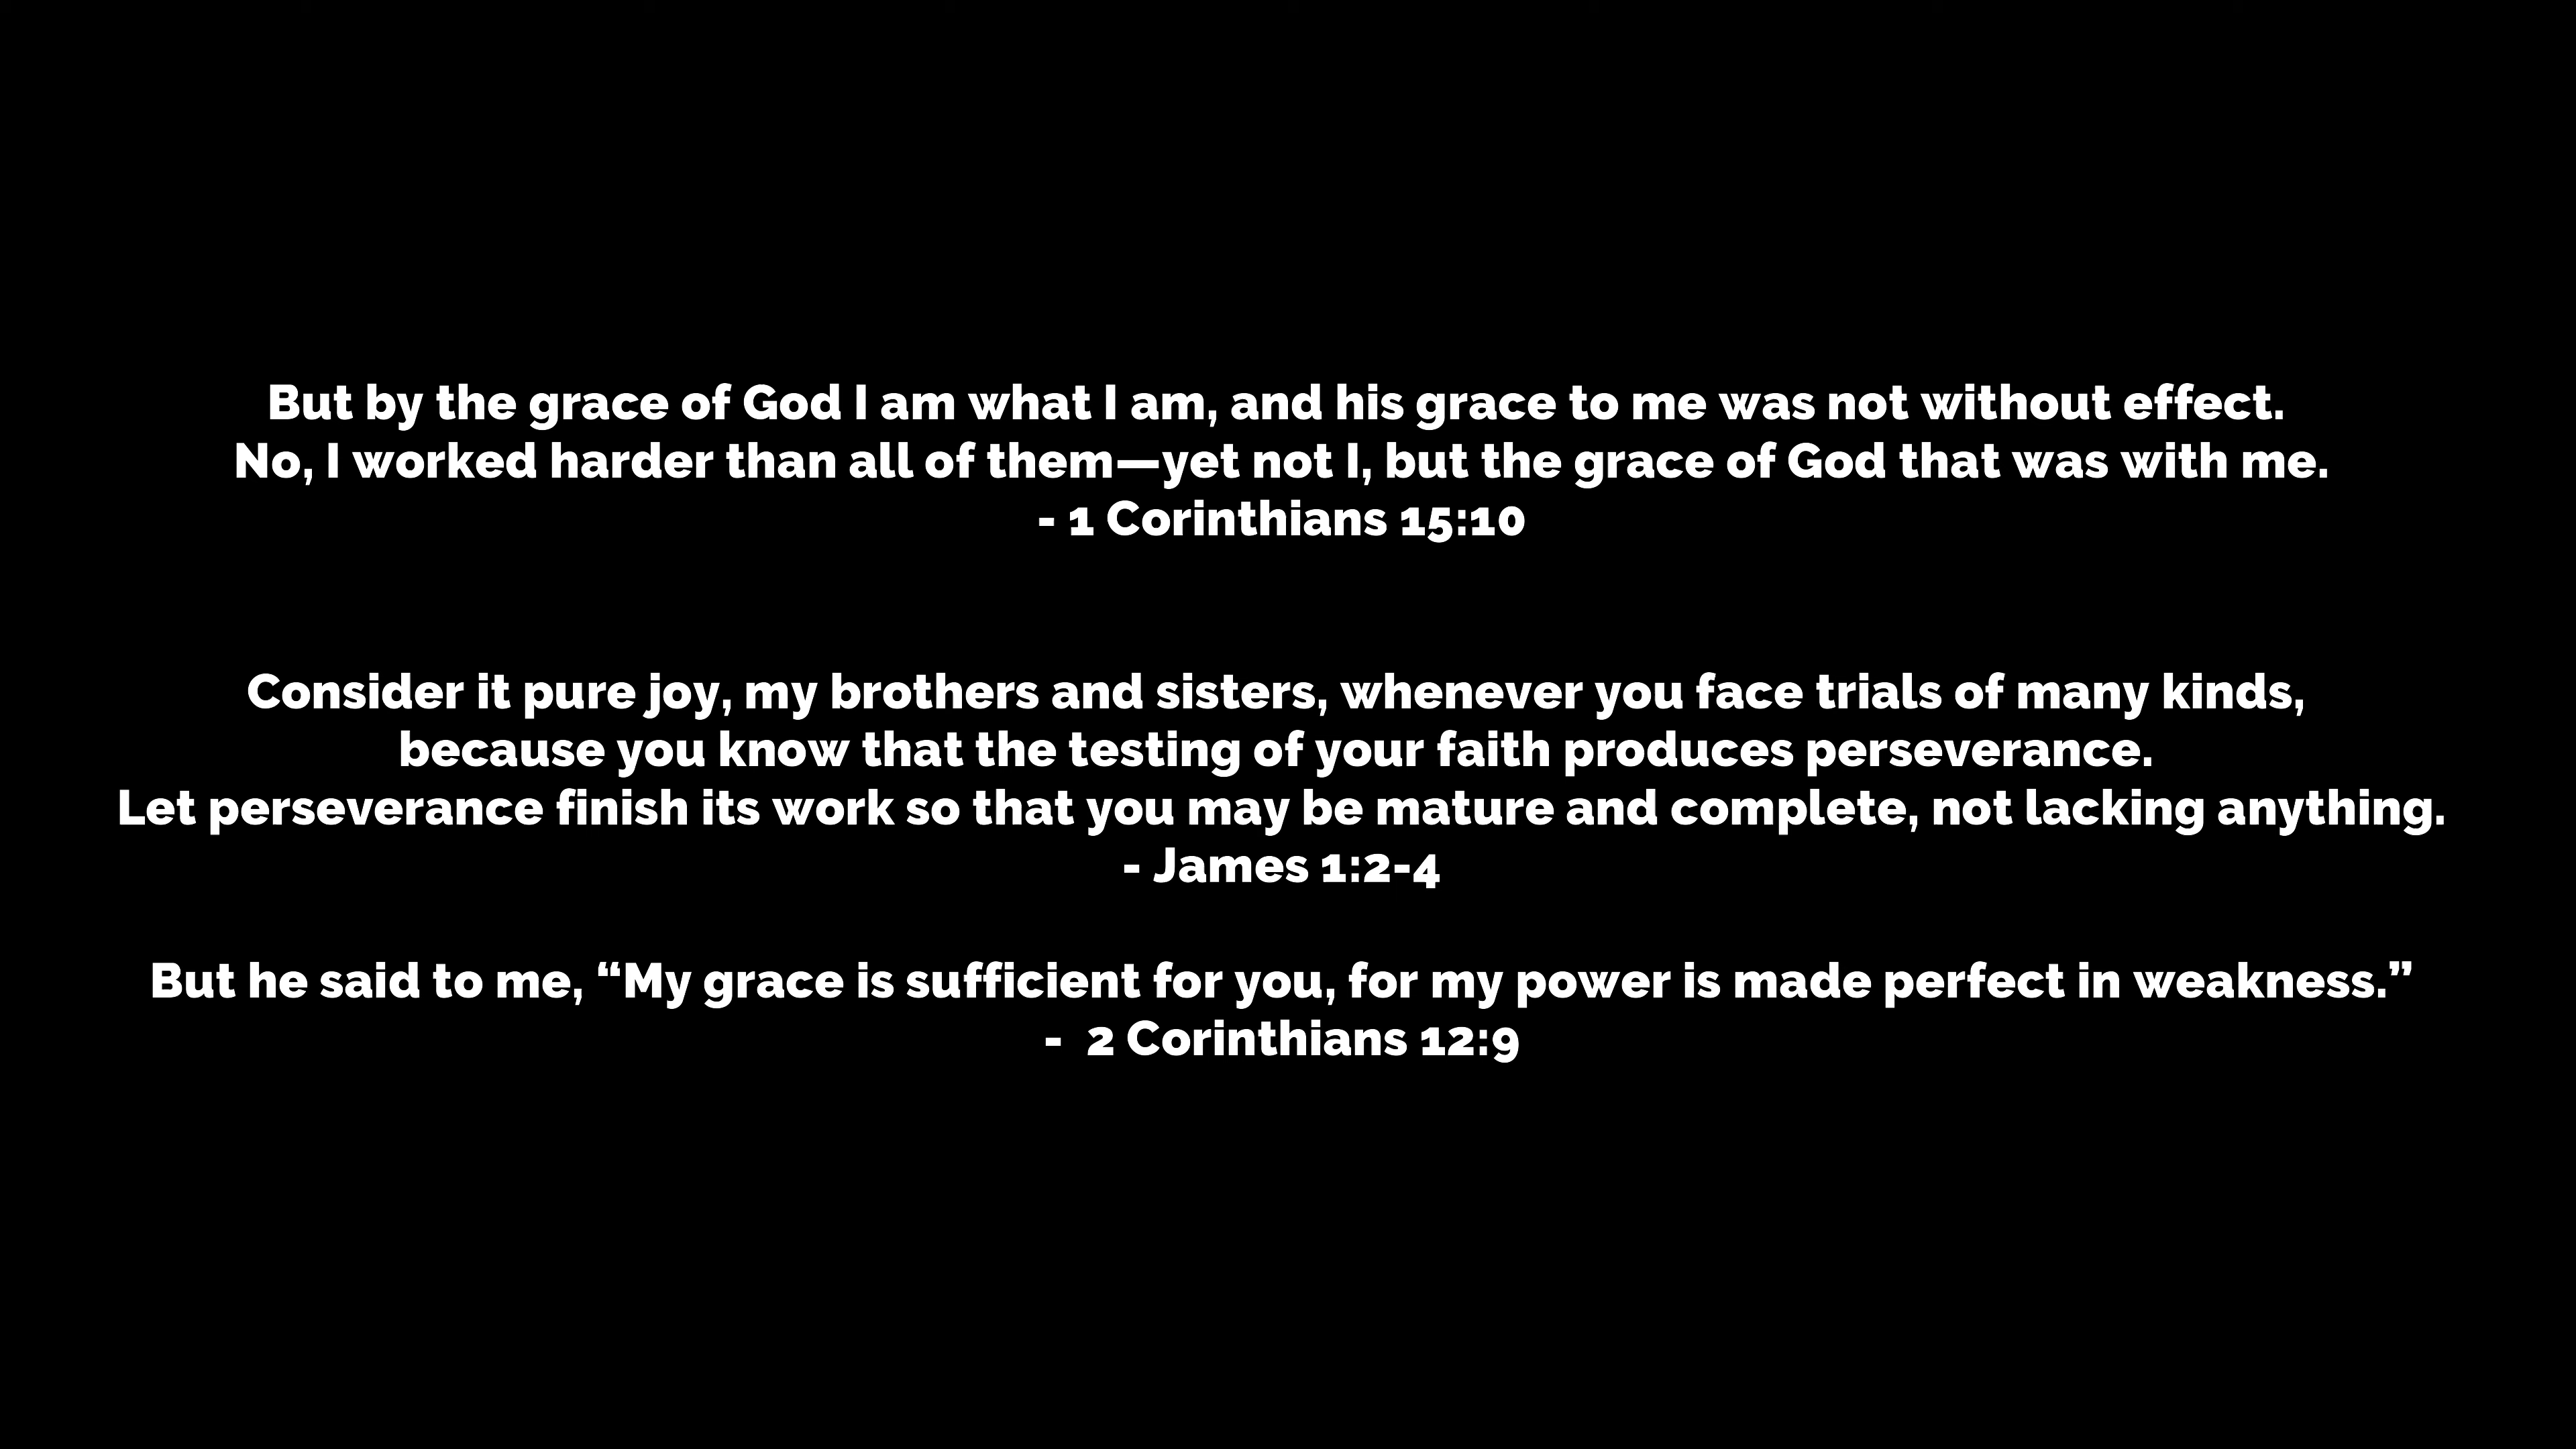 But by the grace of God I am what I am, and his grace to me was not without effect.
No, I worked harder than all of them—yet not I, but the grace of God that was with me.
- 1 Corinthians 15:10
Consider it pure joy, my brothers and sisters, whenever you face trials of many kinds,
because you know that the testing of your faith produces perseverance.
Let perseverance finish its work so that you may be mature and complete, not lacking anything.
- James 1:2-4
But he said to me, “My grace is sufficient for you, for my power is made perfect in weakness.”
-  2 Corinthians 12:9